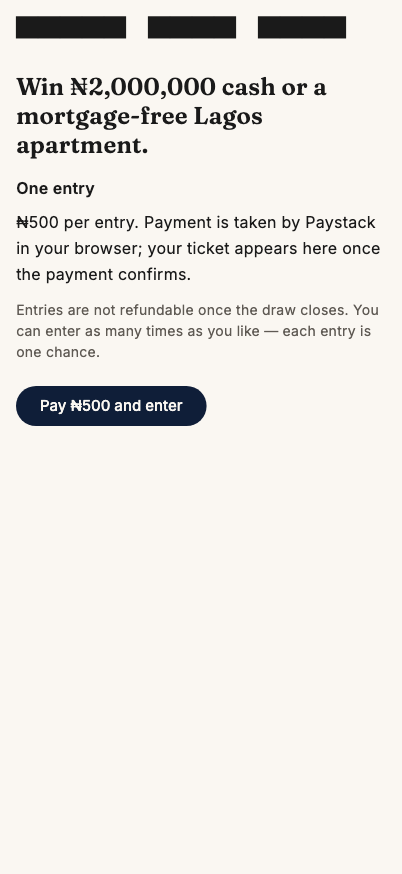 Win ₦2,000,000 cash or a
mortgage-free Lagos
apartment.
One entry
₦500 per entry. Payment is taken by Paystack
in your browser; your ticket appears here once
the payment confirms.
Entries are not refundable once the draw closes. You
can enter as many times as you like — each entry is
one chance.
Pay ₦500 and enter